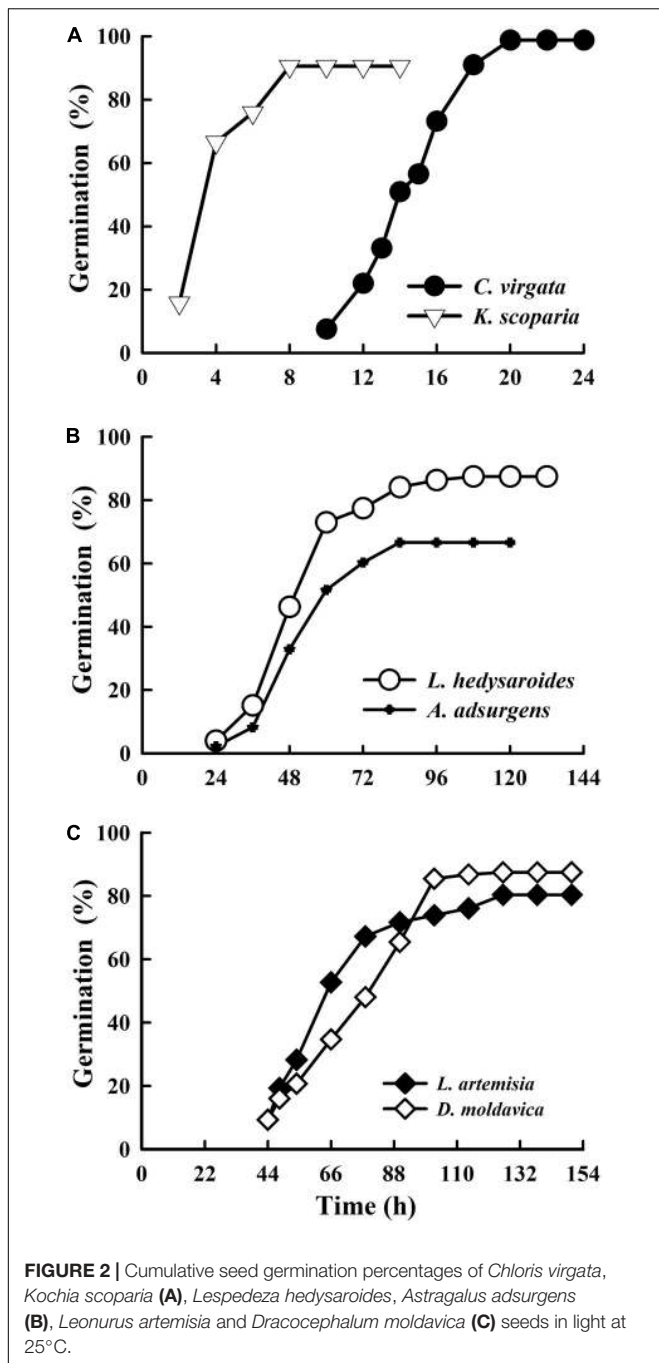 A
100
80
60
40
20
0
Germination (%)
C. virgata
K. scoparia
0 4 8 12 16 20 24
B
100
80
60
40
20
0
Germination (%)
L. hedysaroides
A. adsurgens
0 24 48 72 96 120 144
C
100
80
60
40
20
0
Germination (%)
L. artemisia
D. moldavica
0 22 44 66 88 110 132 154
Time (h)
FIGURE 2 | Cumulative seed germination percentages of Chloris virgata,
Kochia scoparia (A), Lespedeza hedysaroides, Astragalus adsurgens
(B), Leonurus artemisia and Dracocephalum moldavica (C) seeds in light at
25°C.